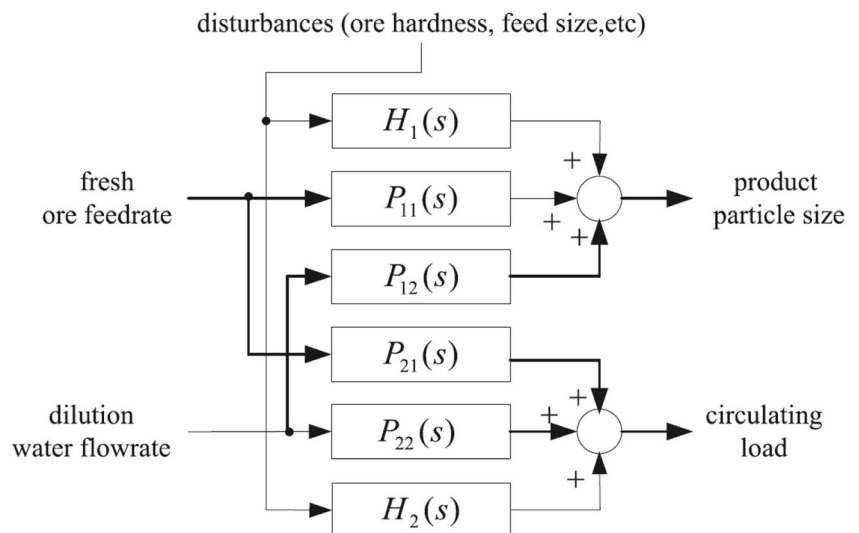 disturbances (ore hardness, feed size,etc)
H₁(s)
+
fresh
ore feedrate
P₁₁(s)
+
+
product
particle size
P₁₂(s)
P₂₁(s)
+
dilution
water flowrate
P₂₂(s)
+
circulating
load
+
H₂(s)